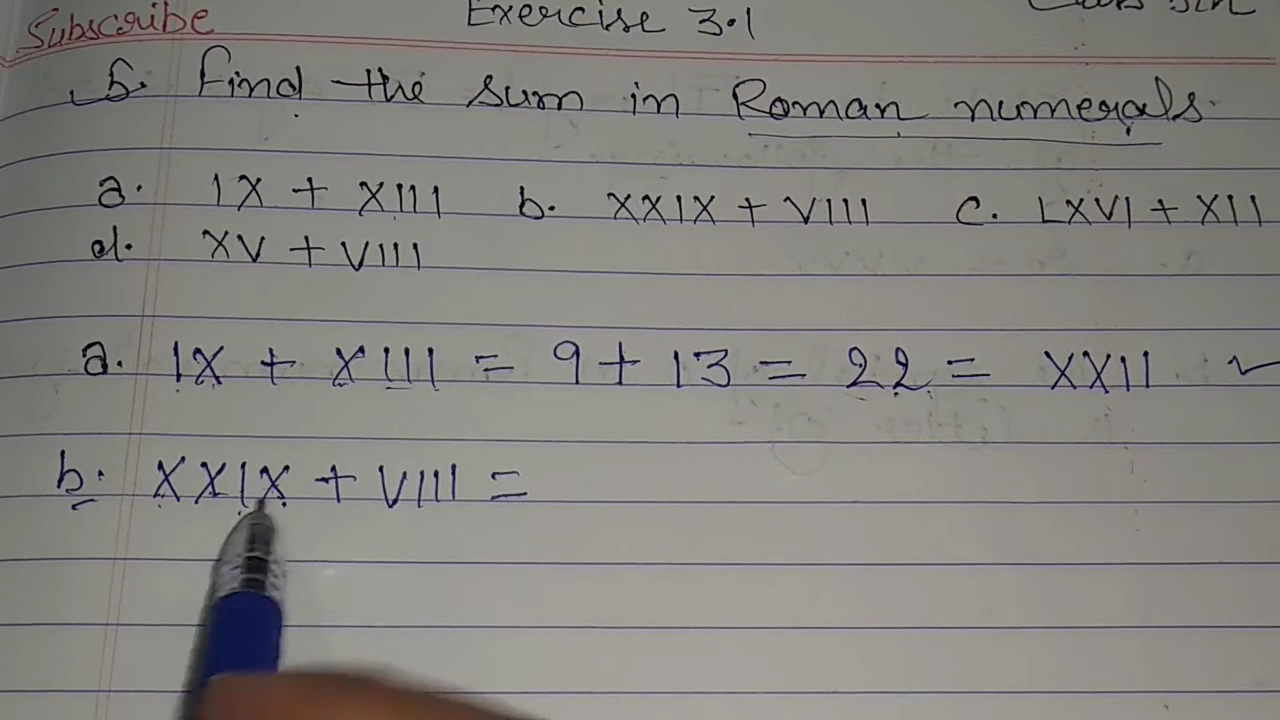 Subscribe Exercise 3.1
5. Find the sum in Roman numerals.
a. IX + XIII b. XXIX + VIII c. LXVI + XII
d. XV + VIII
a. IX + XIII = 9 + 13 = 22 = XXII
b. XXIX + VIII =